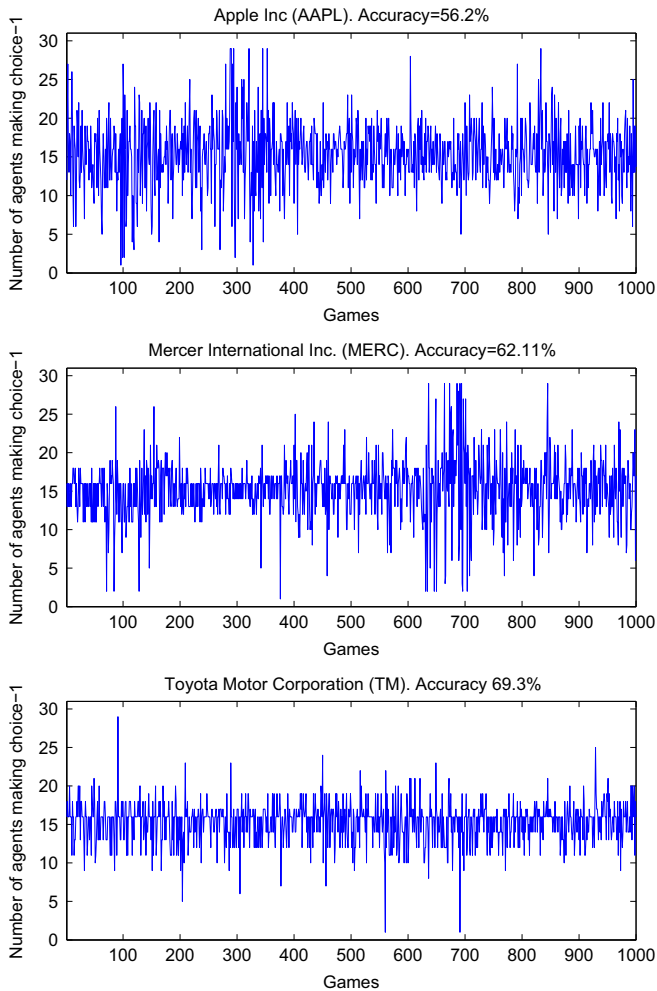 Apple Inc (AAPL). Accuracy=56.2%
Number of agents making choice−1
30
25
20
15
10
5
0
100 200 300 400 500 600 700 800 900 1000
Games
Mercer International Inc. (MERC). Accuracy=62.11%
Number of agents making choice−1
30
25
20
15
10
5
0
100 200 300 400 500 600 700 800 900 1000
Games
Toyota Motor Corporation (TM). Accuracy 69.3%
Number of agents making choice−1
30
25
20
15
10
5
0
100 200 300 400 500 600 700 800 900 1000
Games